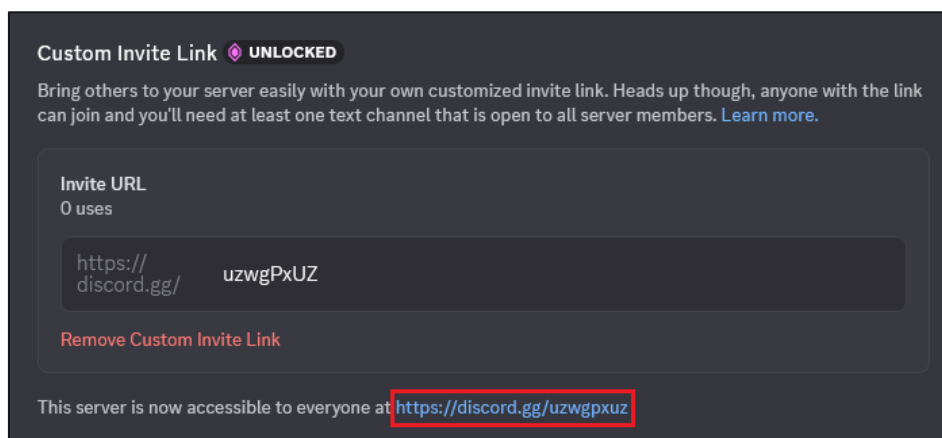 Custom Invite Link UNLOCKED
Bring others to your server easily with your own customized invite link. Heads up though, anyone with the link
can join and you'll need at least one text channel that is open to all server members. Learn more.
Invite URL
0 uses
https://
discord.gg/
uzwgPxUZ
Remove Custom Invite Link
This server is now accessible to everyone at https://discord.gg/uzwgpxuz